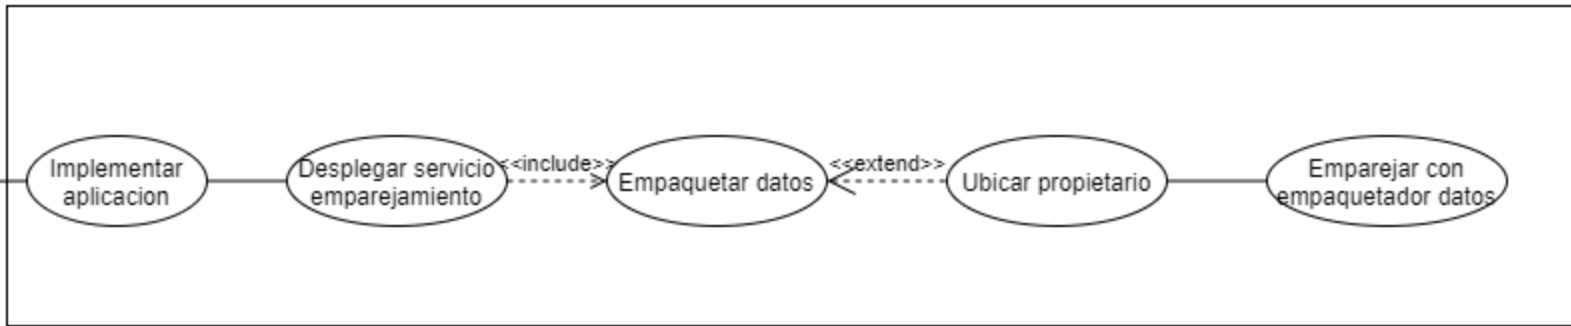 Implementar
aplicacion
Desplegar servicio
emparejamiento
<<include>>
Empaquetar datos
<<extend>>
Ubicar propietario
Emparejar con
empaquetador datos